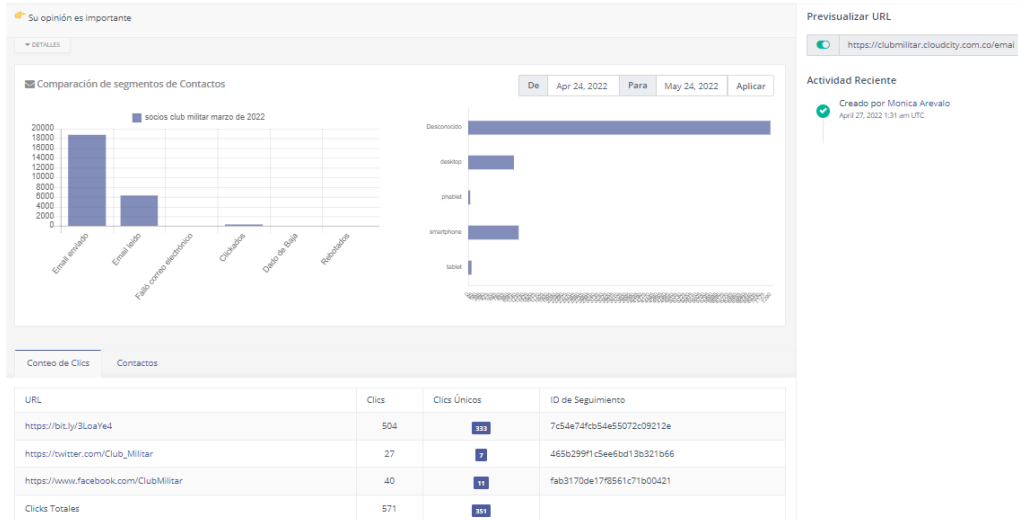 👉 Su opinión es importante
DETALLES
Comparación de segmentos de Contactos
De Apr 24, 2022 Para May 24, 2022 Aplicar
socios club militar marzo de 2022
20000
18000
16000
14000
12000
10000
8000
6000
4000
2000
0
Email enviado
Email leido
Falló correo electrónico
Clickados
Dado de Baja
Rebotados
Desconocido
desktop
phablet
smartphone
tablet
Conteo de Clics Contactos
URL Clics Clics Únicos ID de Seguimiento
https://bit.ly/3LoaYe4 504 333 7c54e74fcb54e55072c09212e
https://twitter.com/Club_Militar 27 7 465b299f1c5ee6bd13b321b66
https://www.facebook.com/ClubMilitar 40 11 fab3170de17f8561c71b00421
Clicks Totales 571 351
Previsualizar URL
https://clubmilitar.cloudcity.com.co/emai
Actividad Reciente
Creado por Monica Arevalo
April 27, 2022 1:31 am UTC